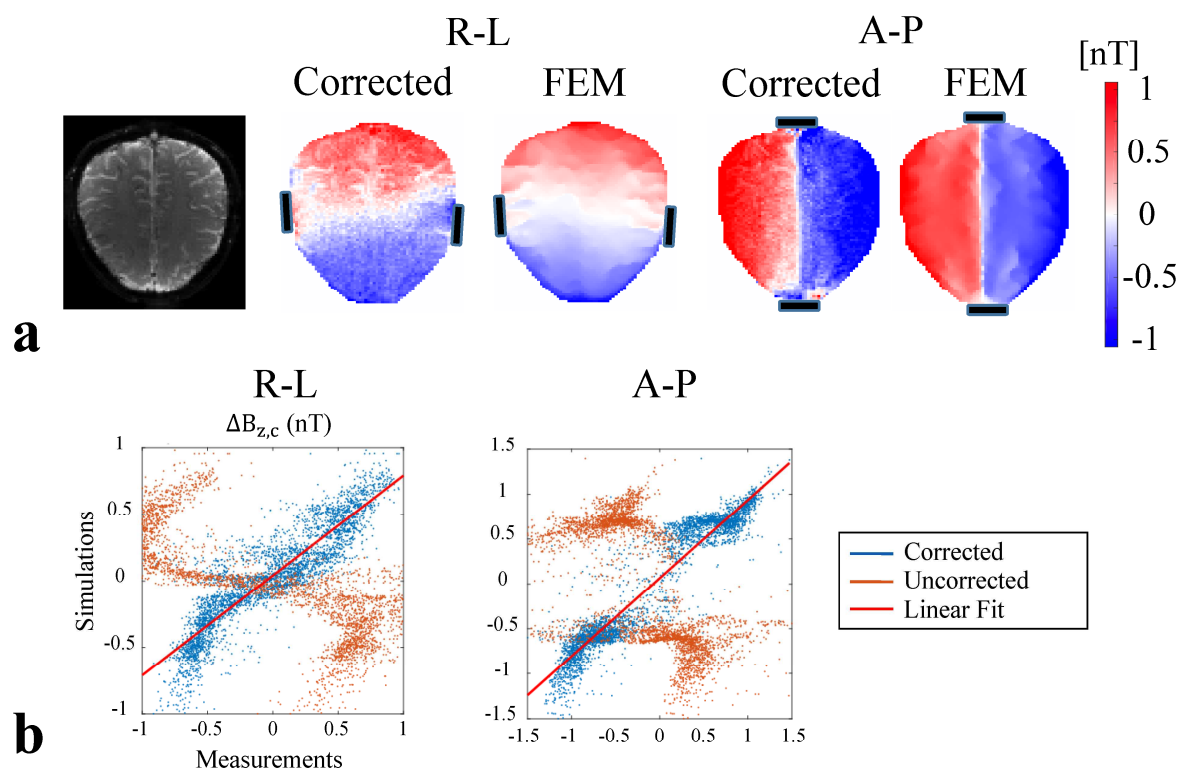 R-L
A-P
Corrected
FEM
Corrected
FEM
[nT]
1
0.5
0
-0.5
-1
a
R-L
A-P
ΔBz,c (nT)
1
0.5
0
-0.5
-1
-1
-0.5
0
0.5
1
Simulations
Measurements
1.5
1
0.5
0
-0.5
-1
-1.5
-1.5
-1
-0.5
0
0.5
1
1.5
Corrected
Uncorrected
Linear Fit
b